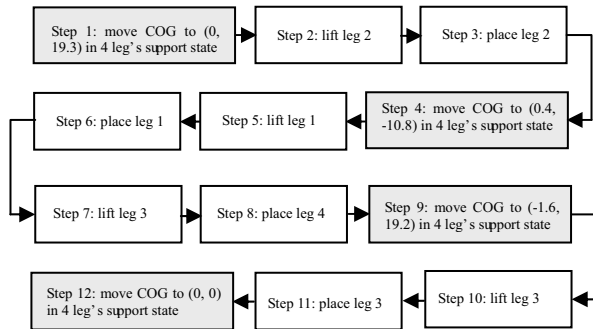 Step 1: move COG to (0,
19.3) in 4 leg's support
state
Step 2: lift leg 2
Step 3: place leg 2
Step 4: move COG to (0.4,
-10.8) in 4 leg's support state
Step 5: lift leg 1
Step 6: place leg 1
Step 7: lift leg 3
Step 8: place leg 4
Step 9: move COG to (-1.6,
19.2) in 4 leg's support state
Step 10: lift leg 3
Step 11: place leg 3
Step 12: move COG to (0, 0)
in 4 leg's support state